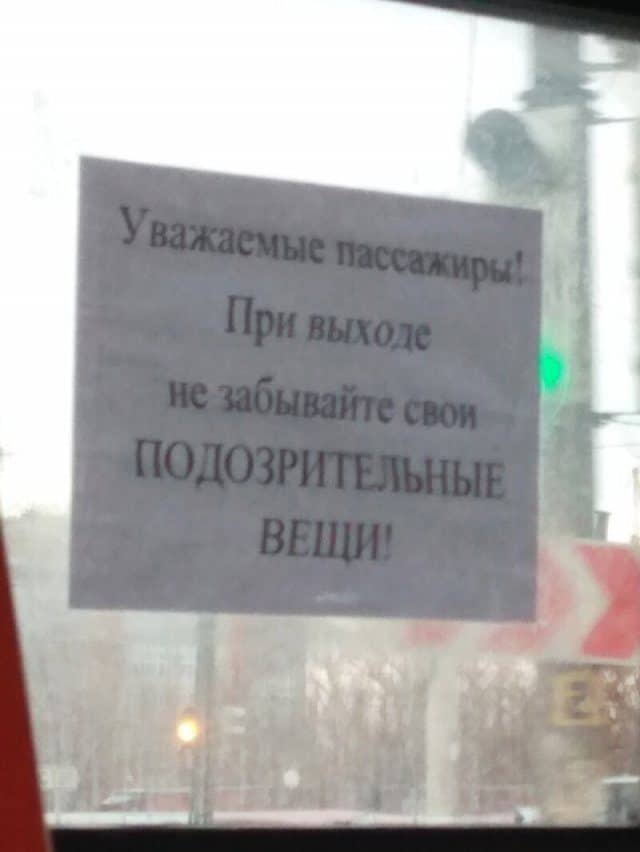 Уважаемые пассажиры!
При выходе
не забывайте свои
ПОДОЗРИТЕЛЬНЫЕ
ВЕЩИ!